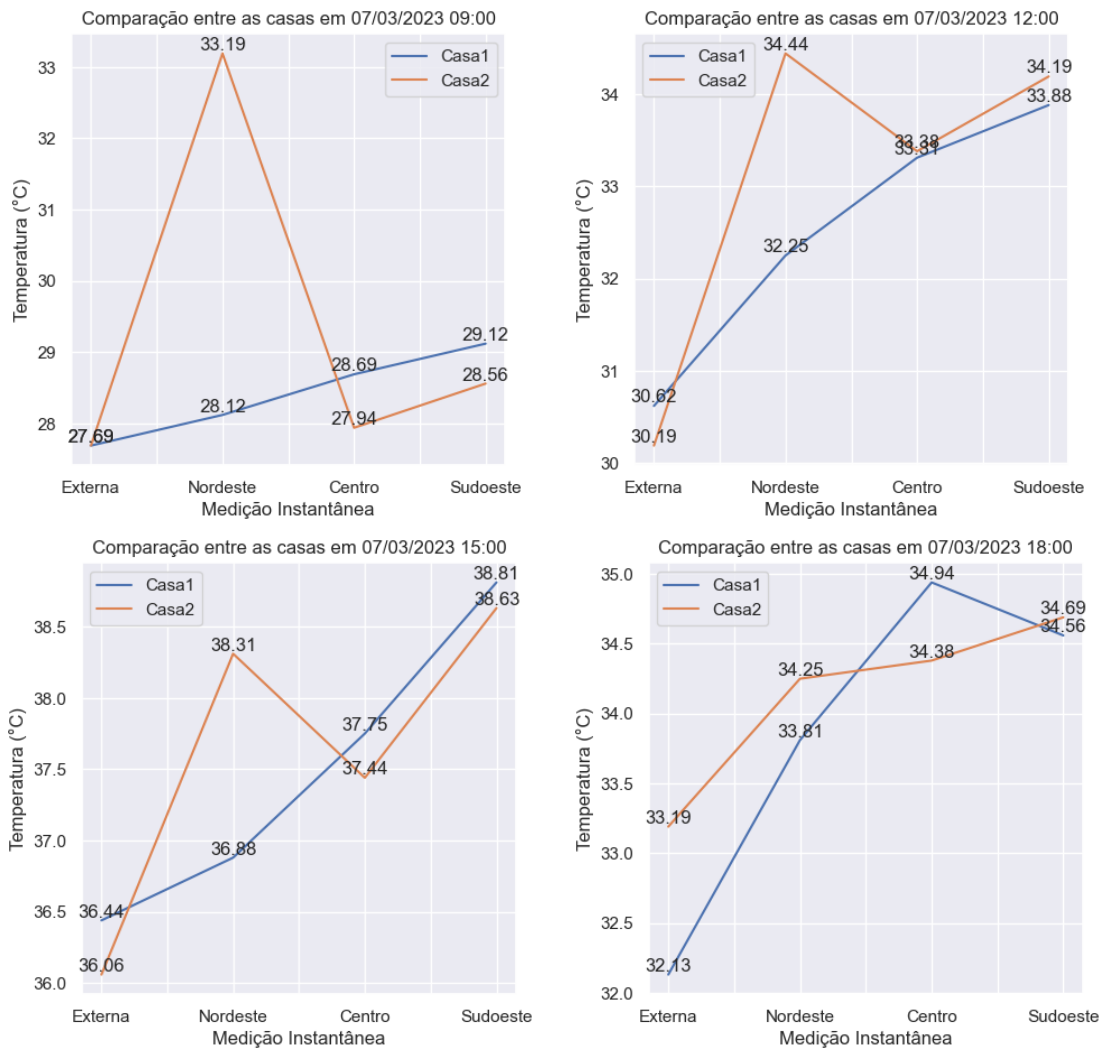 Comparação entre as casas em 07/03/2023 09:00
33.19
Casa1
Casa2
33
32
31
30
29
28
Temperatura (°C)
27.69
27.69
28.12
28.69
27.94
29.12
28.56
Externa Nordeste Centro Sudoeste
Medição Instantânea
Comparação entre as casas em 07/03/2023 12:00
Casa1
Casa2
34
33
32
31
30
Temperatura (°C)
34.44
34.19
33.88
33.38
33.31
32.25
30.62
30.19
Externa Nordeste Centro Sudoeste
Medição Instantânea
Comparação entre as casas em 07/03/2023 15:00
Casa1
Casa2
38.5
38.0
37.5
37.0
36.5
36.0
Temperatura (°C)
38.81
38.63
38.31
37.75
37.44
36.88
36.44
36.06
Externa Nordeste Centro Sudoeste
Medição Instantânea
Comparação entre as casas em 07/03/2023 18:00
Casa1
Casa2
35.0
34.5
34.0
33.5
33.0
32.5
32.0
Temperatura (°C)
34.94
34.69
34.56
34.38
34.25
33.81
33.19
32.13
Externa Nordeste Centro Sudoeste
Medição Instantânea